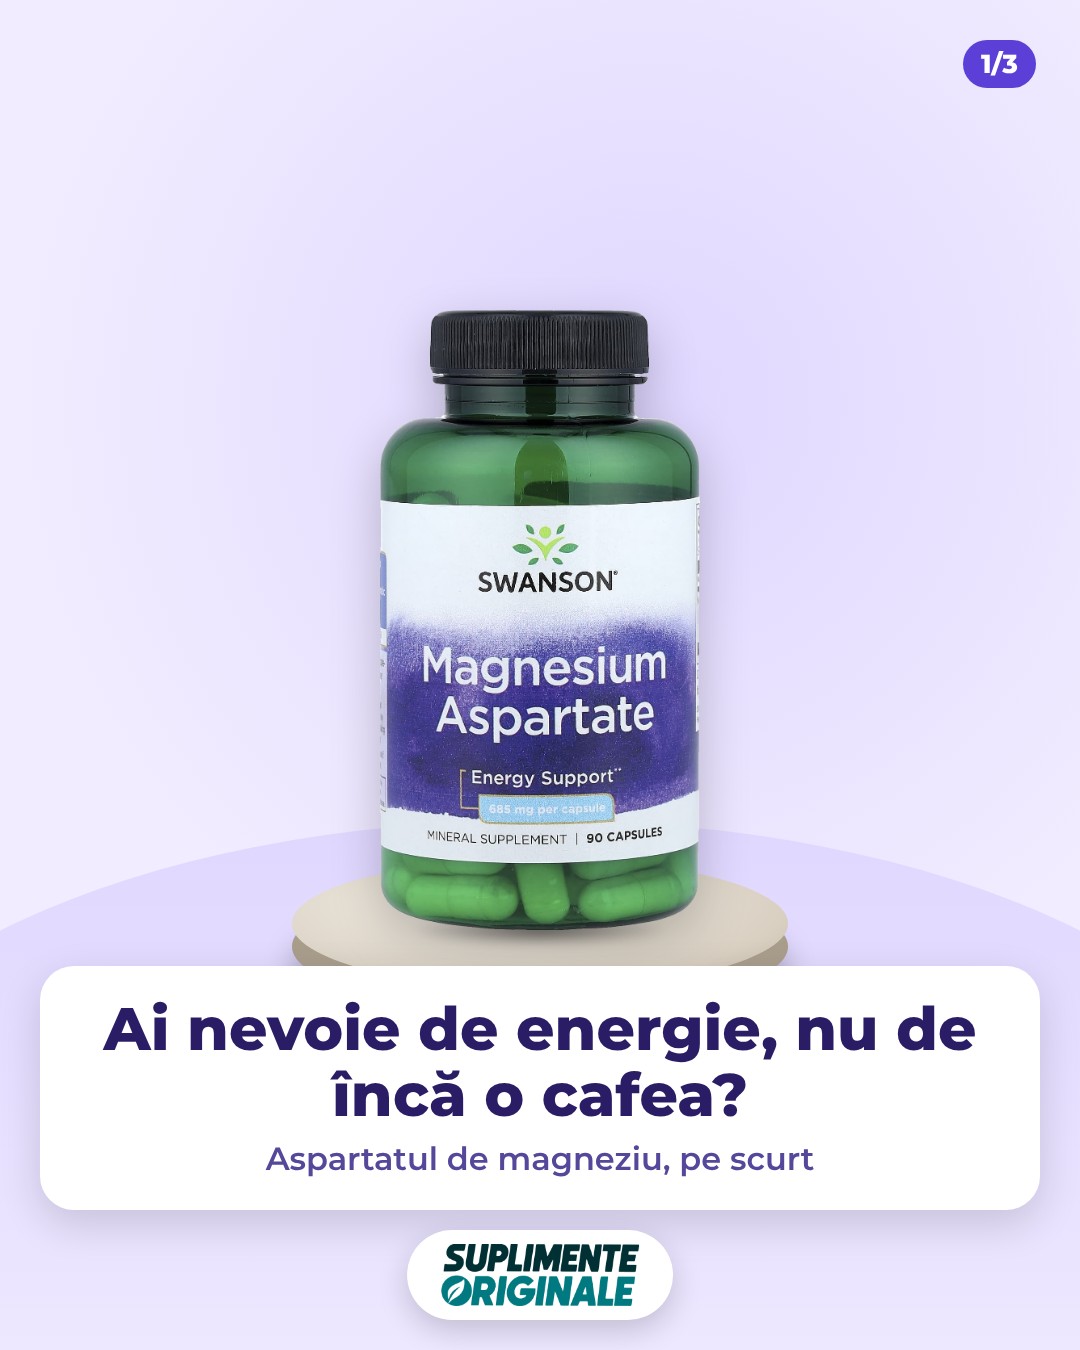 1/3
SWANSON®
Magnesium
Aspartate
Energy Support**
685 mg per capsule
MINERAL SUPPLEMENT | 90 CAPSULES
Ai nevoie de energie, nu de
încă o cafea?
Aspartatul de magneziu, pe scurt
SUPLIMENTE
ORIGINALE